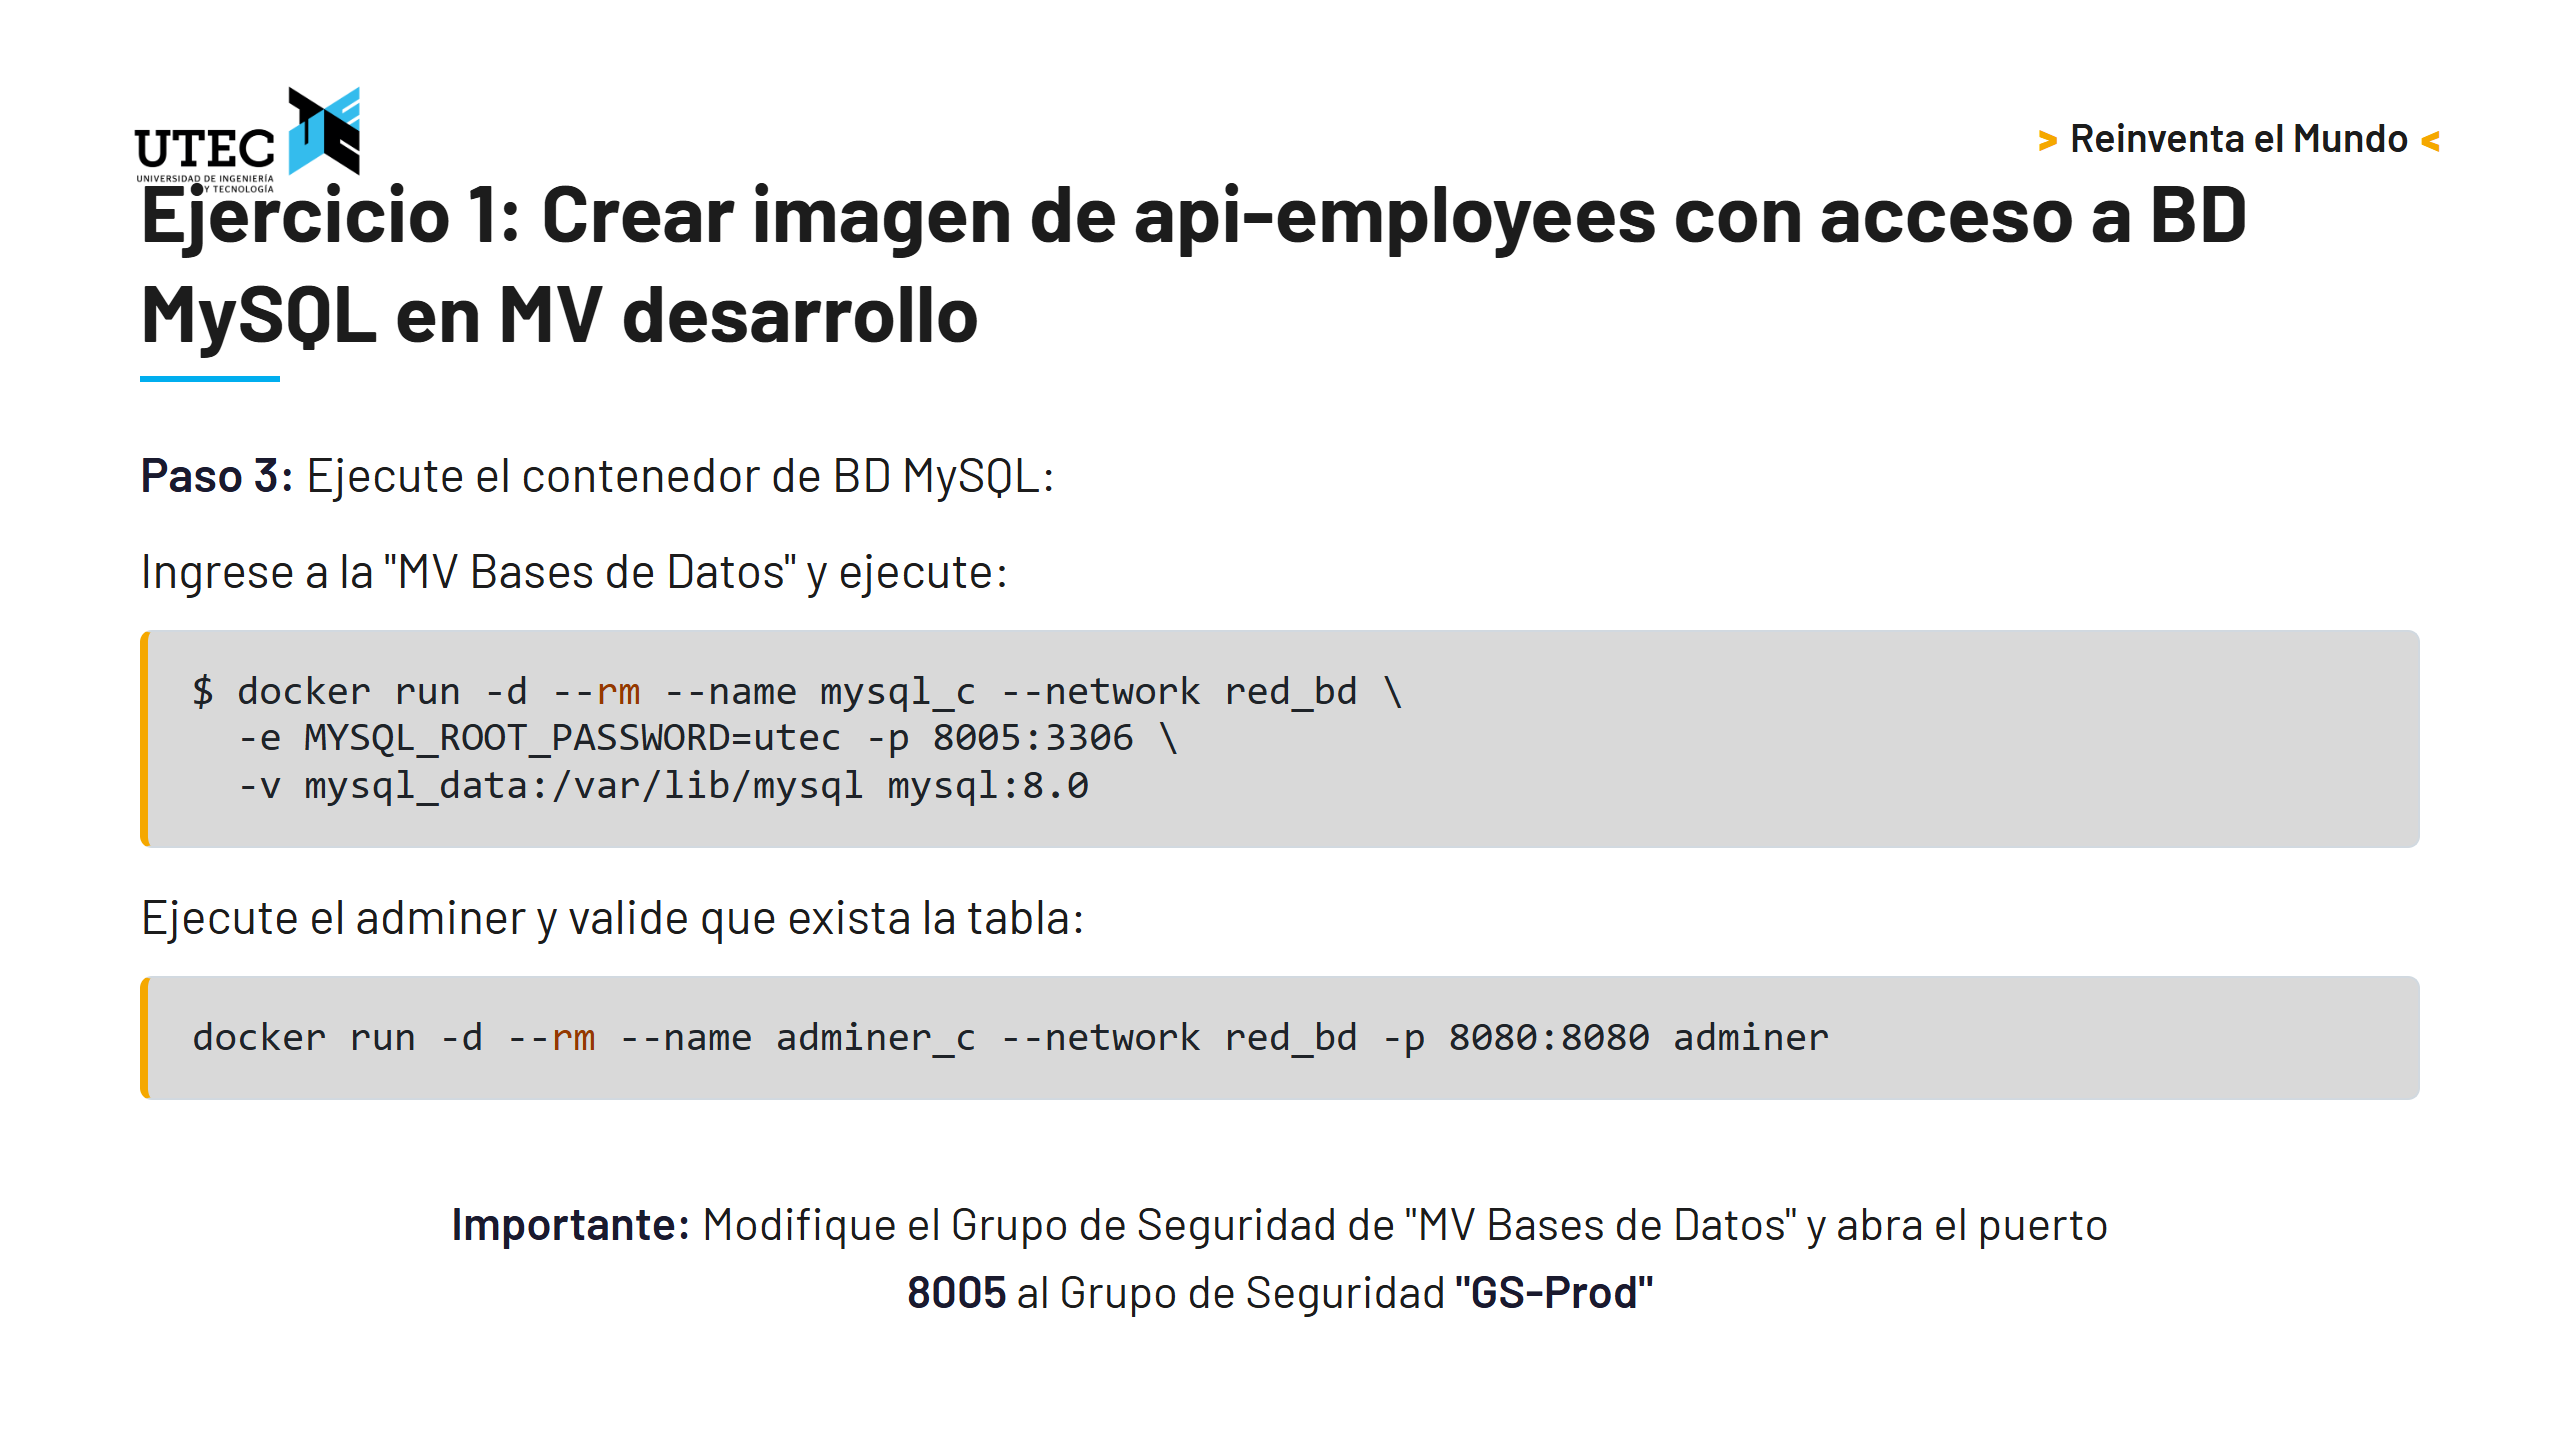 UTEC
UNIVERSIDAD DE INGENIERÍA
Y TECNOLOGÍA
> Reinventa el Mundo <
Ejercicio 1: Crear imagen de api-employees con acceso a BD
MySQL en MV desarrollo
Paso 3: Ejecute el contenedor de BD MySQL:
Ingrese a la "MV Bases de Datos" y ejecute:
$ docker run -d --rm --name mysql_c --network red_bd \
  -e MYSQL_ROOT_PASSWORD=utec -p 8005:3306 \
  -v mysql_data:/var/lib/mysql mysql:8.0
Ejecute el adminer y valide que exista la tabla:
docker run -d --rm --name adminer_c --network red_bd -p 8080:8080 adminer
Importante: Modifique el Grupo de Seguridad de "MV Bases de Datos" y abra el puerto
8005 al Grupo de Seguridad "GS-Prod"